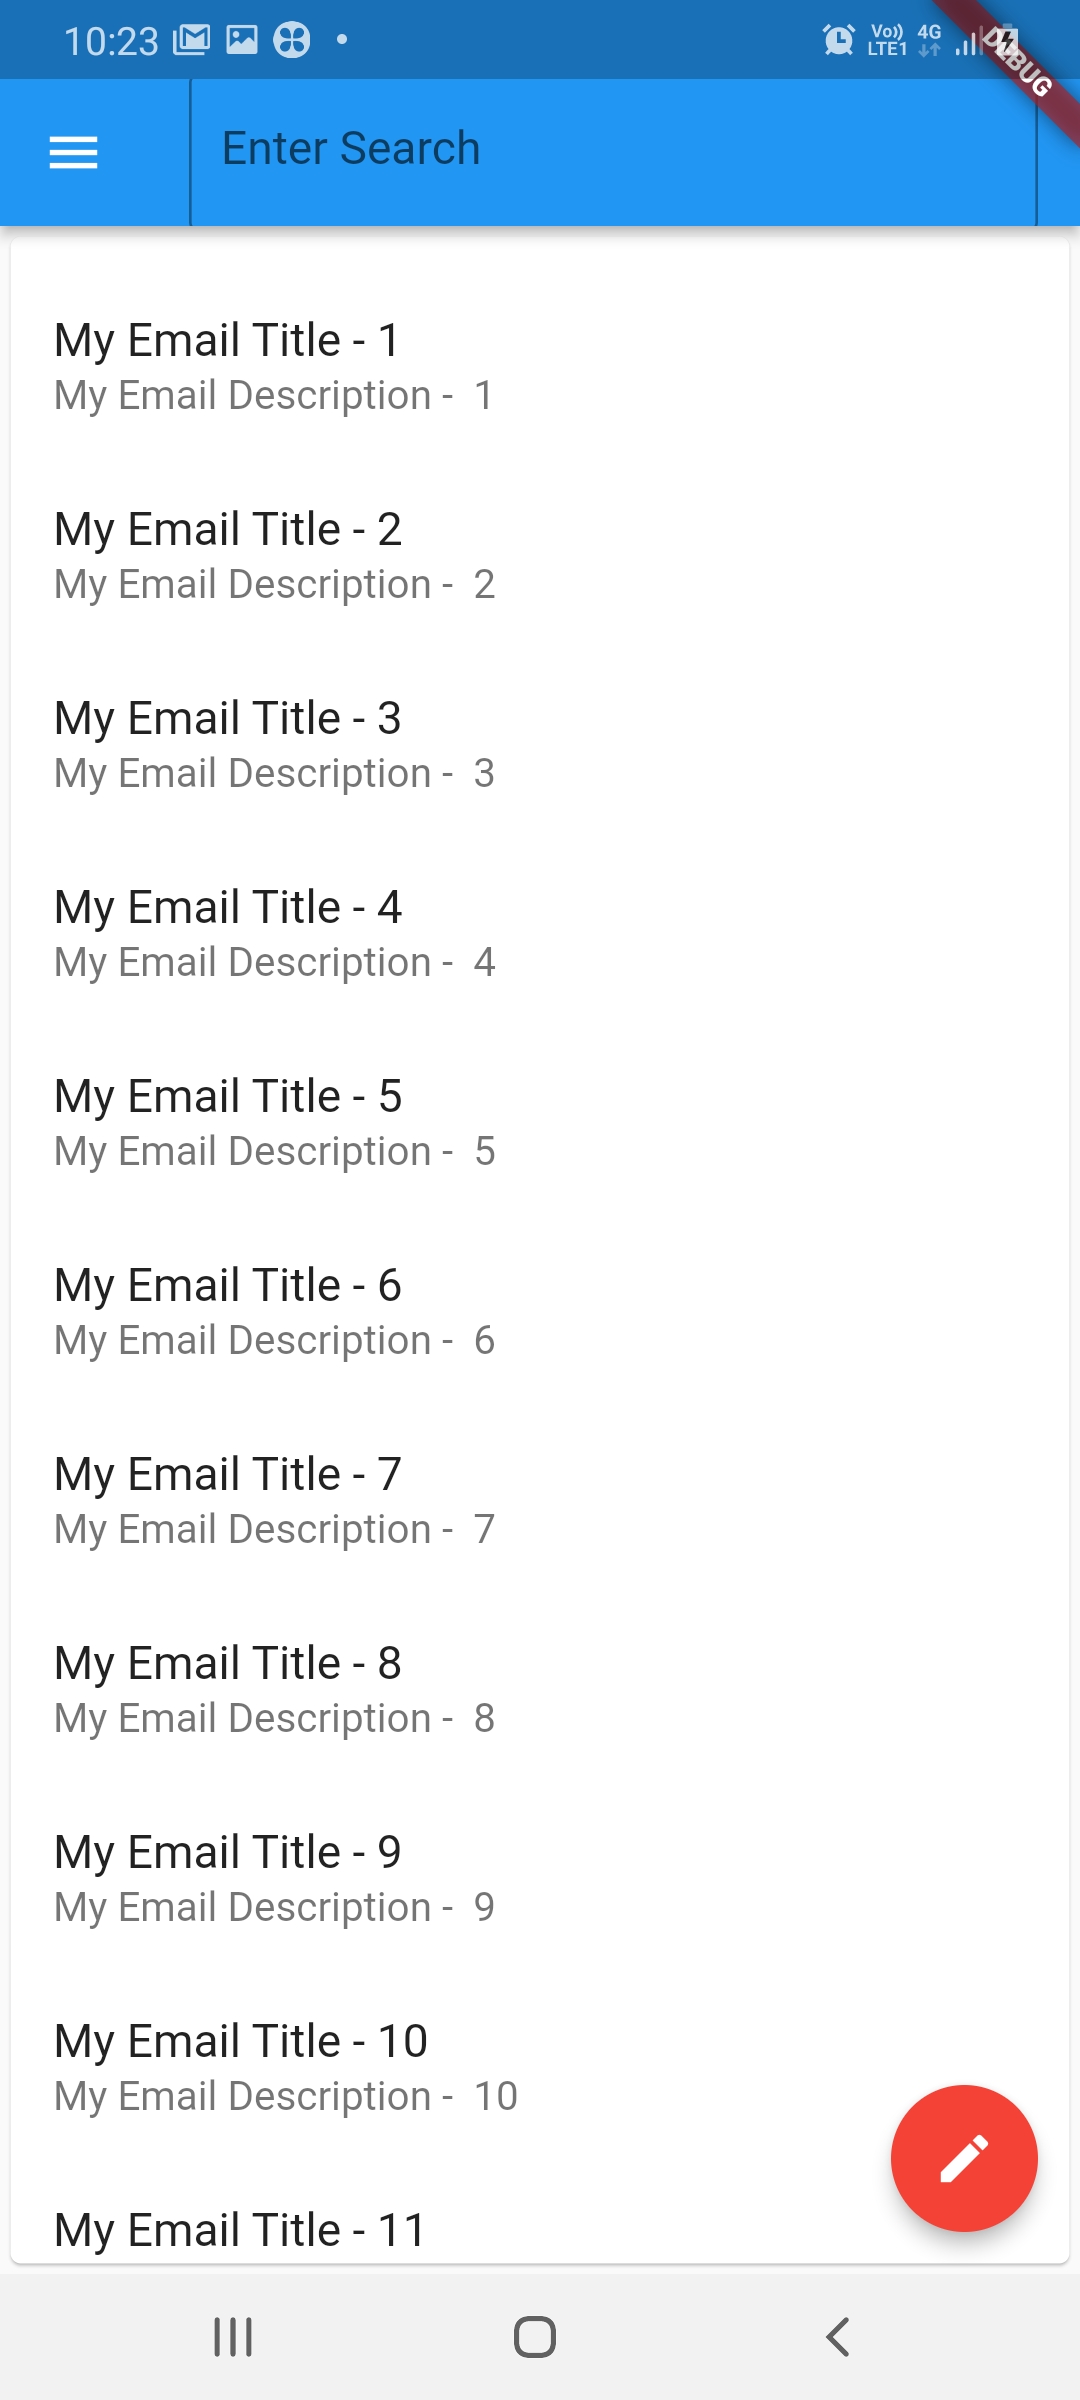 10:23
Vo)) 4G
LTE1
DEBUG
Enter Search
My Email Title - 1
My Email Description -  1
My Email Title - 2
My Email Description -  2
My Email Title - 3
My Email Description -  3
My Email Title - 4
My Email Description -  4
My Email Title - 5
My Email Description -  5
My Email Title - 6
My Email Description -  6
My Email Title - 7
My Email Description -  7
My Email Title - 8
My Email Description -  8
My Email Title - 9
My Email Description -  9
My Email Title - 10
My Email Description -  10
My Email Title - 11